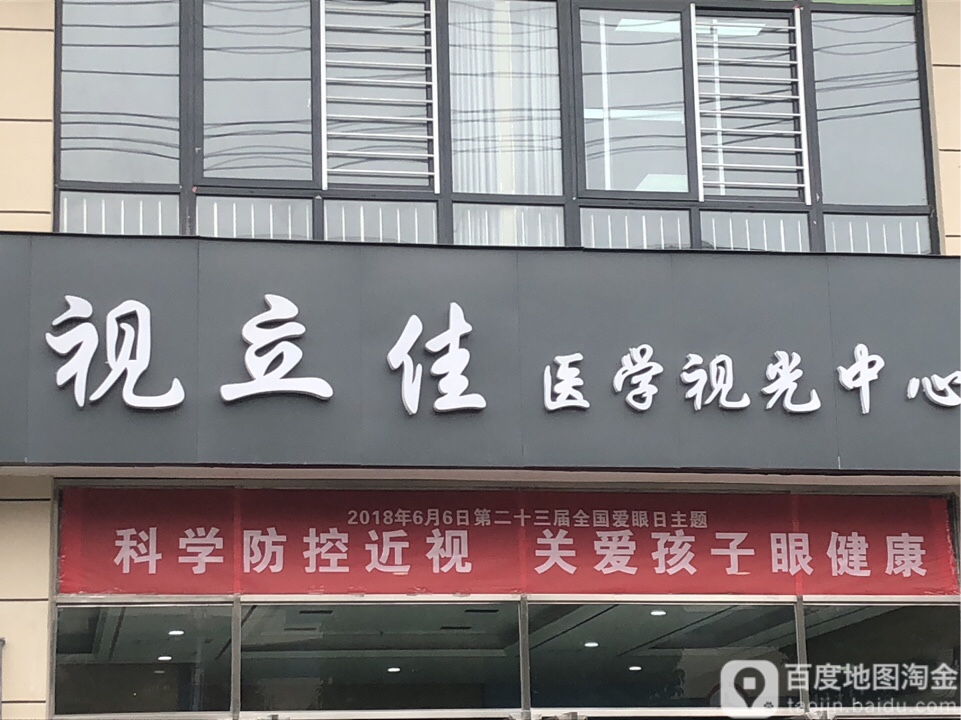 视立佳 医学视光中心
2018年6月6日第二十三届全国爱眼日主题
科学防控近视 关爱孩子眼健康
百度地图淘金
taojin.baidu.com